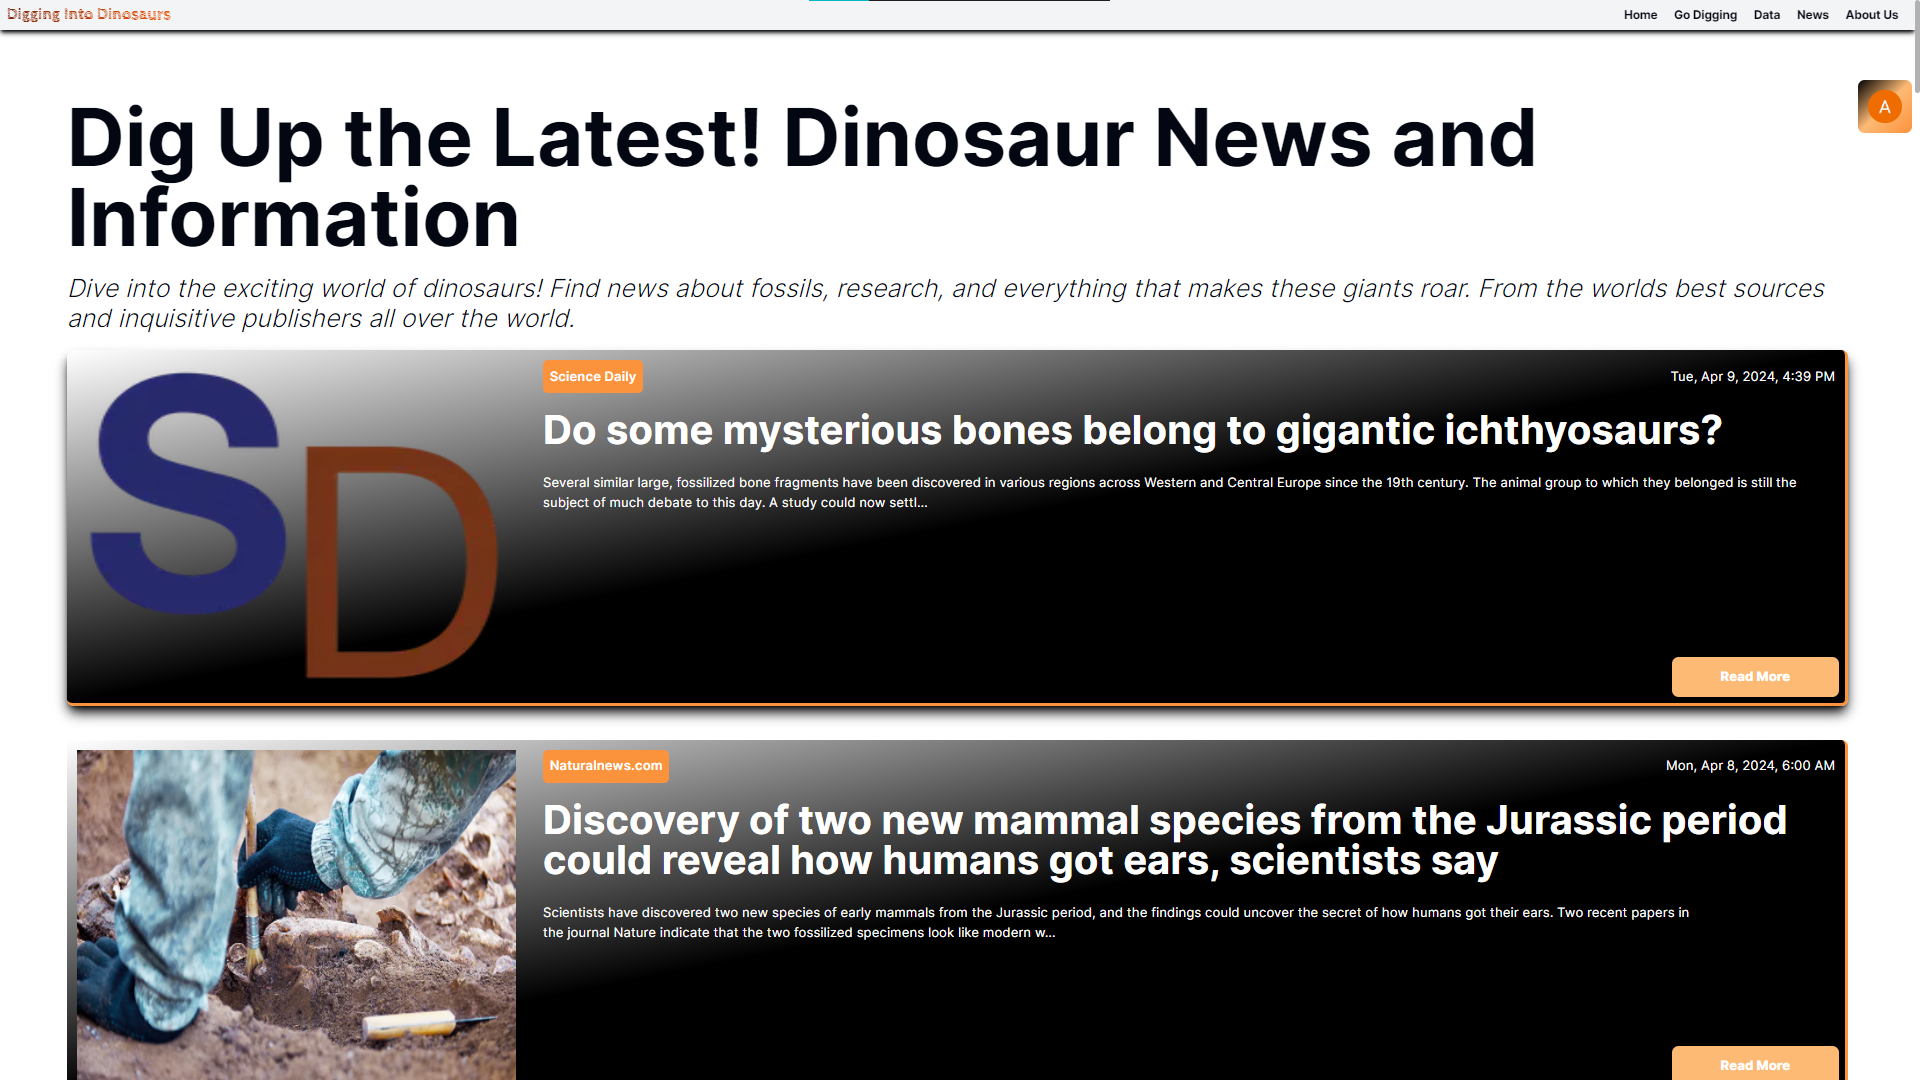 Digging Into Dinosaurs
Home Go Digging Data News About Us
A
Dig Up the Latest! Dinosaur News and
Information
Dive into the exciting world of dinosaurs! Find news about fossils, research, and everything that makes these giants roar. From the worlds best sources
and inquisitive publishers all over the world.
SD
Science Daily
Tue, Apr 9, 2024, 4:39 PM
Do some mysterious bones belong to gigantic ichthyosaurs?
Several similar large, fossilized bone fragments have been discovered in various regions across Western and Central Europe since the 19th century. The animal group to which they belonged is still the
subject of much debate to this day. A study could now settl...
Read More
Naturalnews.com
Mon, Apr 8, 2024, 6:00 AM
Discovery of two new mammal species from the Jurassic period
could reveal how humans got ears, scientists say
Scientists have discovered two new species of early mammals from the Jurassic period, and the findings could uncover the secret of how humans got their ears. Two recent papers in
the journal Nature indicate that the two fossilized specimens look like modern w...
Read More